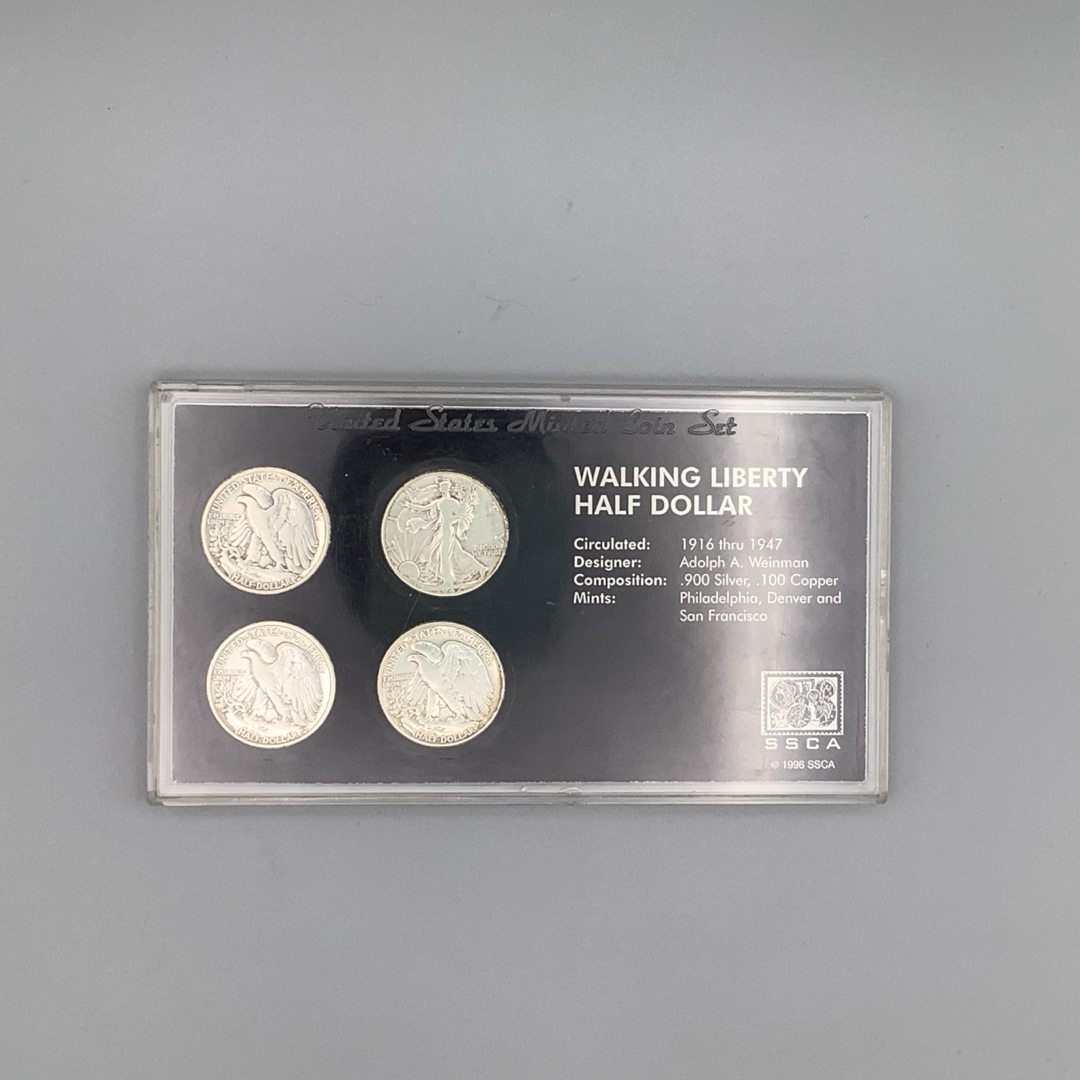 United States Minted Coin Set
WALKING LIBERTY
HALF DOLLAR
Circulated: 1916 thru 1947
Designer: Adolph A. Weinman
Composition: .900 Silver, .100 Copper
Mints: Philadelphia, Denver and
San Francisco
UNITED STATES OF AMERICA
HALF DOLLAR
UNITED STATES OF AMERICA
HALF DOLLAR
UNITED STATES OF AMERICA
HALF DOLLAR
SSCA
© 1996 SSCA